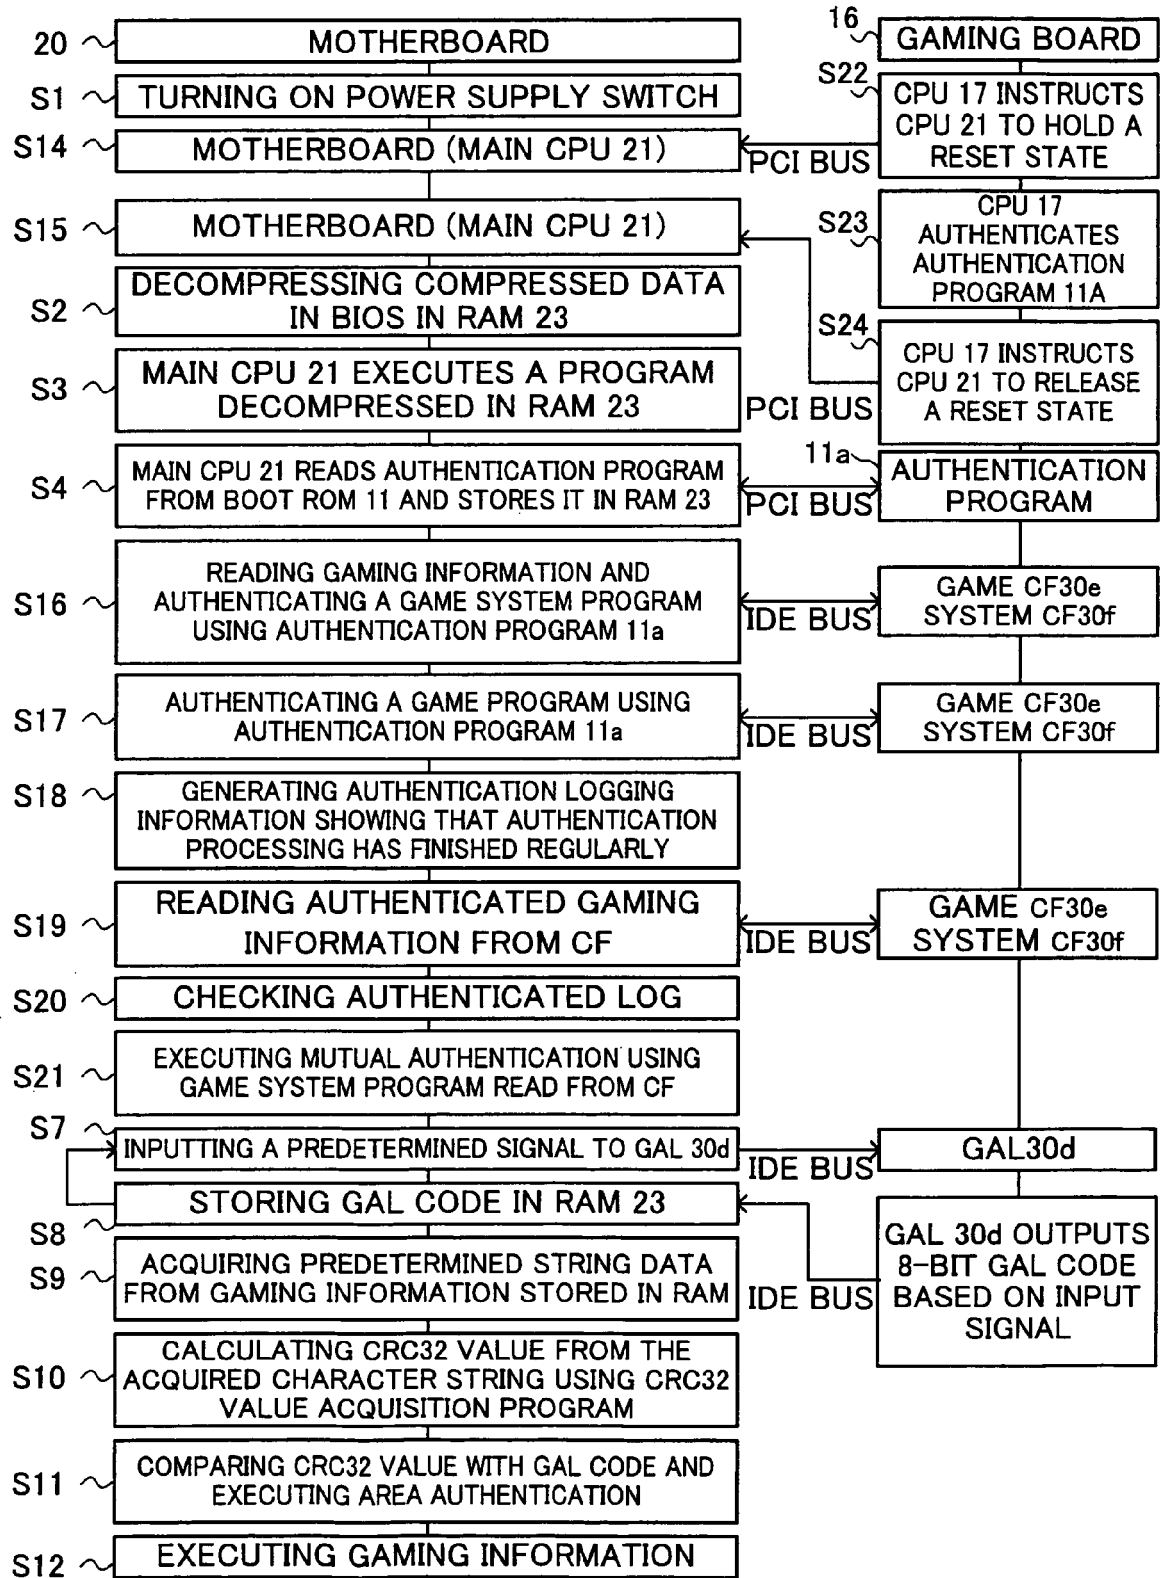 20
MOTHERBOARD
16
GAMING BOARD
S1
TURNING ON POWER SUPPLY SWITCH
S22
CPU 17 INSTRUCTS
CPU 21 TO HOLD A
RESET STATE
S14
MOTHERBOARD (MAIN CPU 21)
PCI BUS
S15
MOTHERBOARD (MAIN CPU 21)
S23
CPU 17
AUTHENTICATES
AUTHENTICATION
PROGRAM 11A
S2
DECOMPRESSING COMPRESSED DATA
IN BIOS IN RAM 23
S24
CPU 17 INSTRUCTS
CPU 21 TO RELEASE
A RESET STATE
S3
MAIN CPU 21 EXECUTES A PROGRAM
DECOMPRESSED IN RAM 23
PCI BUS
S4
MAIN CPU 21 READS AUTHENTICATION PROGRAM
FROM BOOT ROM 11 AND STORES IT IN RAM 23
PCI BUS
11a
AUTHENTICATION
PROGRAM
S16
READING GAMING INFORMATION AND
AUTHENTICATING A GAME SYSTEM PROGRAM
USING AUTHENTICATION PROGRAM 11a
IDE BUS
GAME CF30e
SYSTEM CF30f
S17
AUTHENTICATING A GAME PROGRAM USING
AUTHENTICATION PROGRAM 11a
IDE BUS
GAME CF30e
SYSTEM CF30f
S18
GENERATING AUTHENTICATION LOGGING
INFORMATION SHOWING THAT AUTHENTICATION
PROCESSING HAS FINISHED REGULARLY
S19
READING AUTHENTICATED GAMING
INFORMATION FROM CF
IDE BUS
GAME CF30e
SYSTEM CF30f
S20
CHECKING AUTHENTICATED LOG
S21
EXECUTING MUTUAL AUTHENTICATION USING
GAME SYSTEM PROGRAM READ FROM CF
S7
INPUTTING A PREDETERMINED SIGNAL TO GAL 30d
IDE BUS
GAL30d
S8
STORING GAL CODE IN RAM 23
IDE BUS
GAL 30d OUTPUTS
8-BIT GAL CODE
BASED ON INPUT
SIGNAL
S9
ACQUIRING PREDETERMINED STRING DATA
FROM GAMING INFORMATION STORED IN RAM
S10
CALCULATING CRC32 VALUE FROM THE
ACQUIRED CHARACTER STRING USING CRC32
VALUE ACQUISITION PROGRAM
S11
COMPARING CRC32 VALUE WITH GAL CODE AND
EXECUTING AREA AUTHENTICATION
S12
EXECUTING GAMING INFORMATION